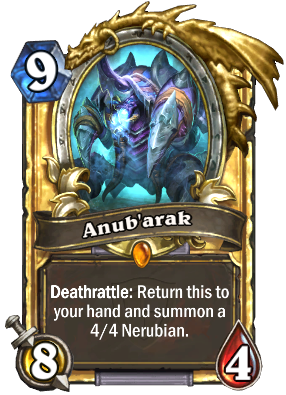 9
Anub'arak
Deathrattle: Return this to
your hand and summon a
4/4 Nerubian.
8
4